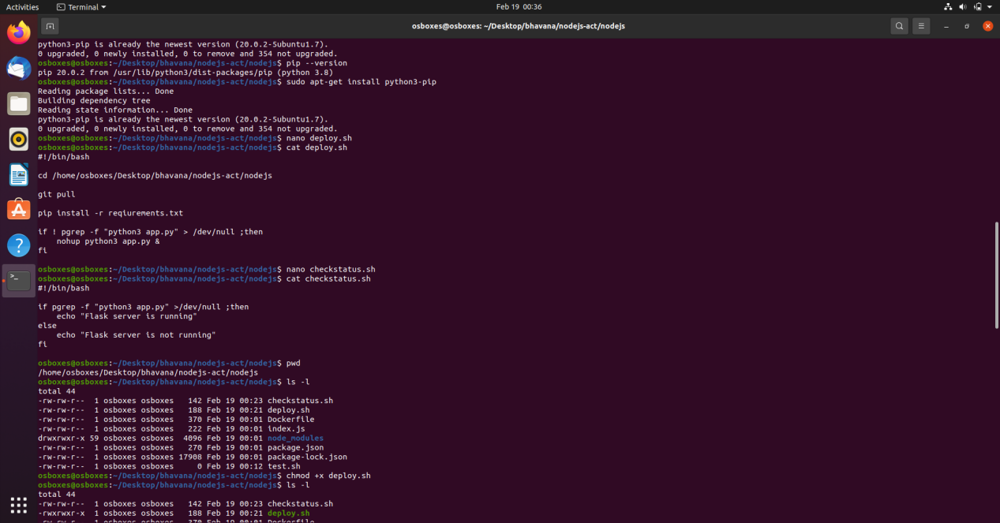 Activities
Terminal
Feb 19 00:36
osboxes@osboxes: ~/Desktop/bhavana/nodejs-act/nodejs
python3-pip is already the newest version (20.0.2-5ubuntu1.7).
0 upgraded, 0 newly installed, 0 to remove and 354 not upgraded.
osboxes@osboxes:~/Desktop/bhavana/nodejs-act/nodejs$ pip --version
pip 20.0.2 from /usr/lib/python3/dist-packages/pip (python 3.8)
osboxes@osboxes:~/Desktop/bhavana/nodejs-act/nodejs$ sudo apt-get install python3-pip
Reading package lists... Done
Building dependency tree
Reading state information... Done
python3-pip is already the newest version (20.0.2-5ubuntu1.7).
0 upgraded, 0 newly installed, 0 to remove and 354 not upgraded.
osboxes@osboxes:~/Desktop/bhavana/nodejs-act/nodejs$ nano deploy.sh
osboxes@osboxes:~/Desktop/bhavana/nodejs-act/nodejs$ cat deploy.sh
#!/bin/bash
cd /home/osboxes/Desktop/bhavana/nodejs-act/nodejs
git pull
pip install -r reqiurements.txt
if ! pgrep -f "python3 app.py" > /dev/null ;then
    nohup python3 app.py &
fi
osboxes@osboxes:~/Desktop/bhavana/nodejs-act/nodejs$ nano checkstatus.sh
osboxes@osboxes:~/Desktop/bhavana/nodejs-act/nodejs$ cat checkstatus.sh
#!/bin/bash
if pgrep -f "python3 app.py" >/dev/null ;then
    echo "Flask server is running"
else
    echo "Flask server is not running"
fi
osboxes@osboxes:~/Desktop/bhavana/nodejs-act/nodejs$ pwd
/home/osboxes/Desktop/bhavana/nodejs-act/nodejs
osboxes@osboxes:~/Desktop/bhavana/nodejs-act/nodejs$ ls -l
total 44
-rw-rw-r--  1 osboxes osboxes   142 Feb 19 00:23 checkstatus.sh
-rw-rw-r--  1 osboxes osboxes   188 Feb 19 00:21 deploy.sh
-rw-rw-r--  1 osboxes osboxes   370 Feb 19 00:01 Dockerfile
-rw-rw-r--  1 osboxes osboxes   222 Feb 19 00:01 index.js
drwxrwxr-x 59 osboxes osboxes  4096 Feb 19 00:01 node_modules
-rw-rw-r--  1 osboxes osboxes   270 Feb 19 00:01 package.json
-rw-rw-r--  1 osboxes osboxes 17908 Feb 19 00:01 package-lock.json
-rw-rw-r--  1 osboxes osboxes     0 Feb 19 00:12 test.sh
osboxes@osboxes:~/Desktop/bhavana/nodejs-act/nodejs$ chmod +x deploy.sh
osboxes@osboxes:~/Desktop/bhavana/nodejs-act/nodejs$ ls -l
total 44
-rw-rw-r--  1 osboxes osboxes   142 Feb 19 00:23 checkstatus.sh
-rwxrwxr-x  1 osboxes osboxes   188 Feb 19 00:21 deploy.sh
-rw-rw-r--  1 osboxes osboxes   370 Feb 19 00:01 Dockerfile